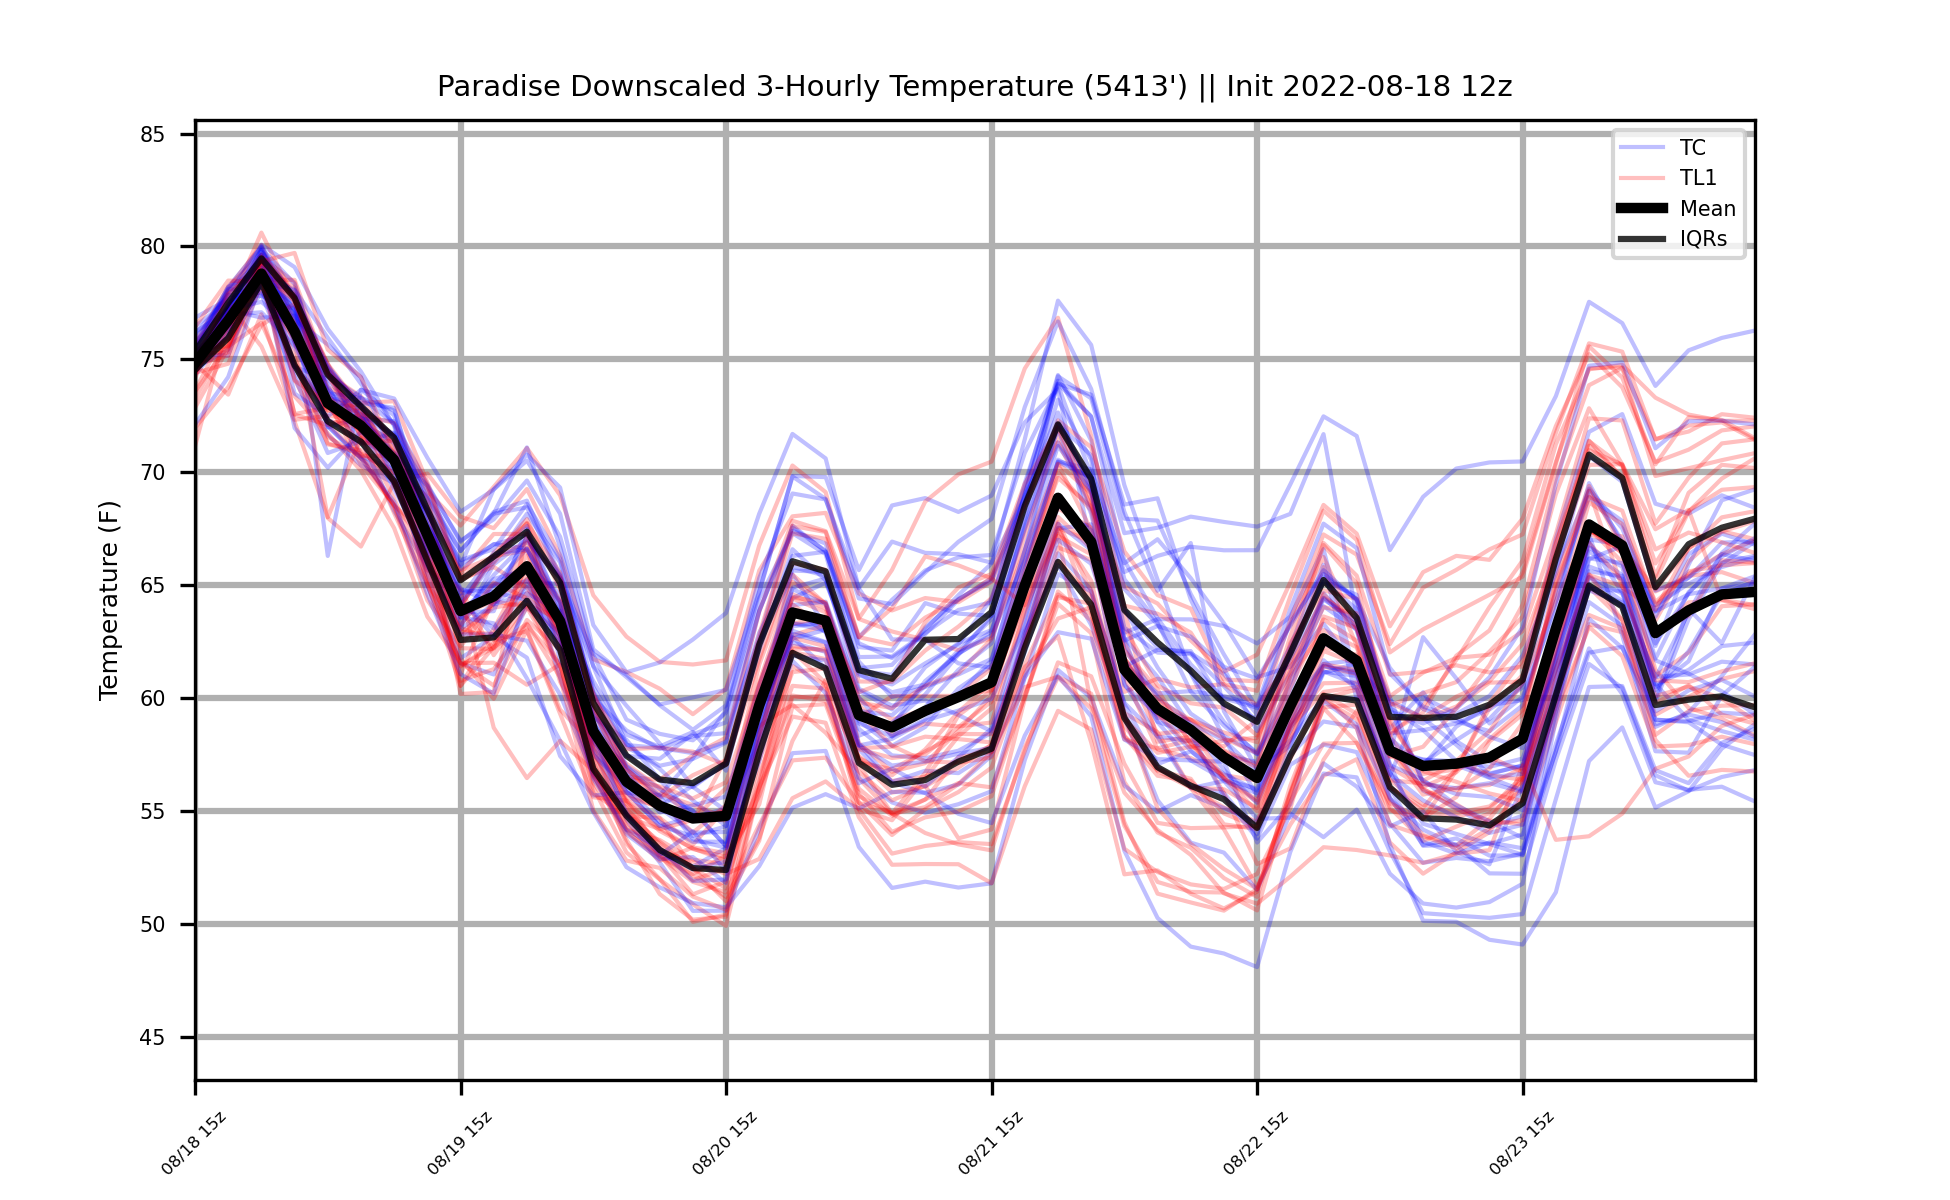 Paradise Downscaled 3-Hourly Temperature (5413') || Init 2022-08-18 12z
TC
TL1
Mean
IQRs
Temperature (F)
85
80
75
70
65
60
55
50
45
08/18 15z
08/19 15z
08/20 15z
08/21 15z
08/22 15z
08/23 15z